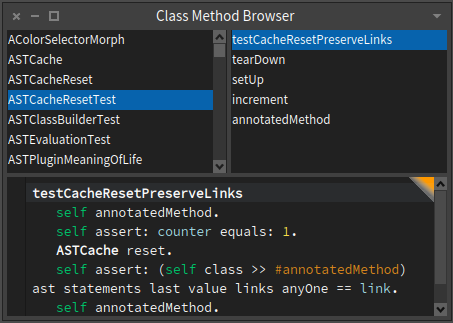 Class Method Browser
AColorSelectorMorph
ASTCache
ASTCacheReset
ASTCacheResetTest
ASTClassBuilderTest
ASTEvaluationTest
ASTPluginMeaningOfLife
testCacheResetPreserveLinks
tearDown
setUp
increment
annotatedMethod
testCacheResetPreserveLinks
self annotatedMethod.
self assert: counter equals: 1.
ASTCache reset.
self assert: (self class >> #annotatedMethod)
ast statements last value links anyOne == link.
self annotatedMethod.